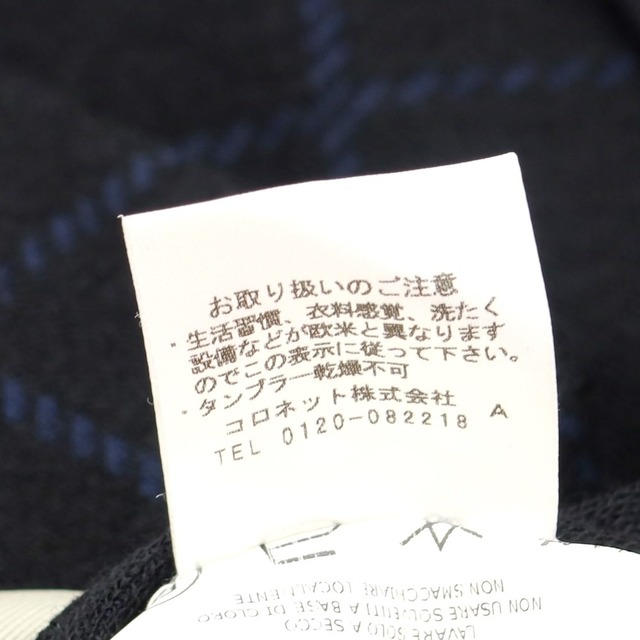 お取り扱いのご注意
・生活習慣、衣料感覚、洗たく
設備などが欧米と異なります
のでこの表示に従って下さい。
・タンブラー乾燥不可
コロネット株式会社
TEL 0120-082218 A
LAVARE SOLO A SECCO
NON USARE SOLVENTI A BASE DI CLORO
NON SMACCHIARE LOCALMENTE